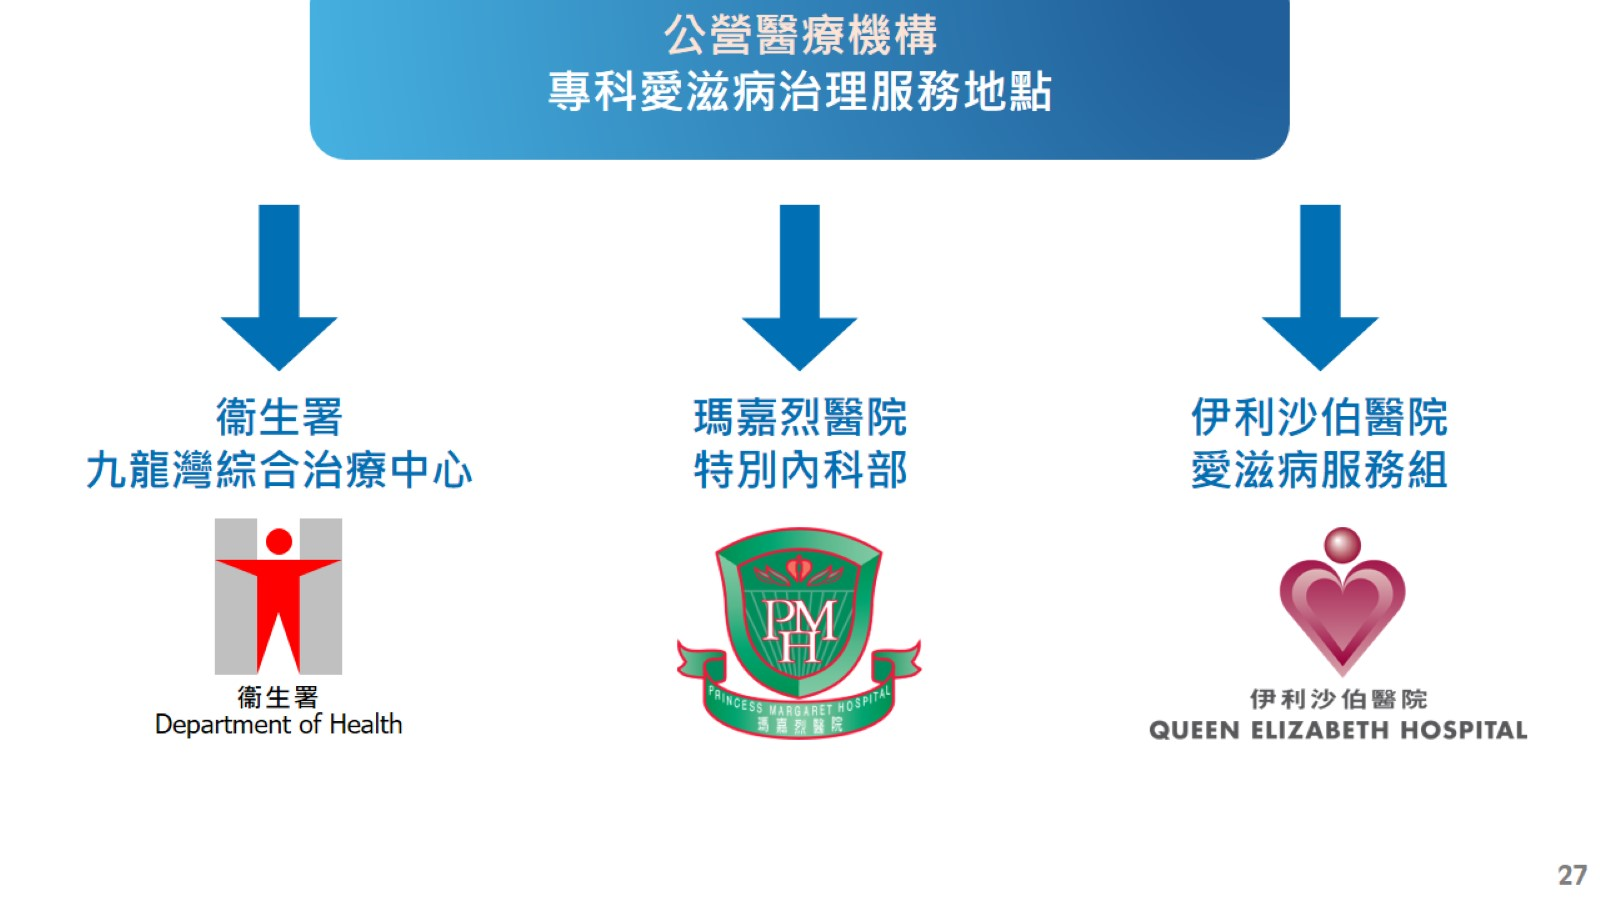 公營醫療機構
專科愛滋病治理服務地點
衞生署
九龍灣綜合治療中心
瑪嘉烈醫院
特別內科部
伊利沙伯醫院
愛滋病服務組
衞生署
Department of Health
PMH
PRINCESS MARGARET HOSPITAL
瑪嘉烈醫院
伊利沙伯醫院
QUEEN ELIZABETH HOSPITAL
27